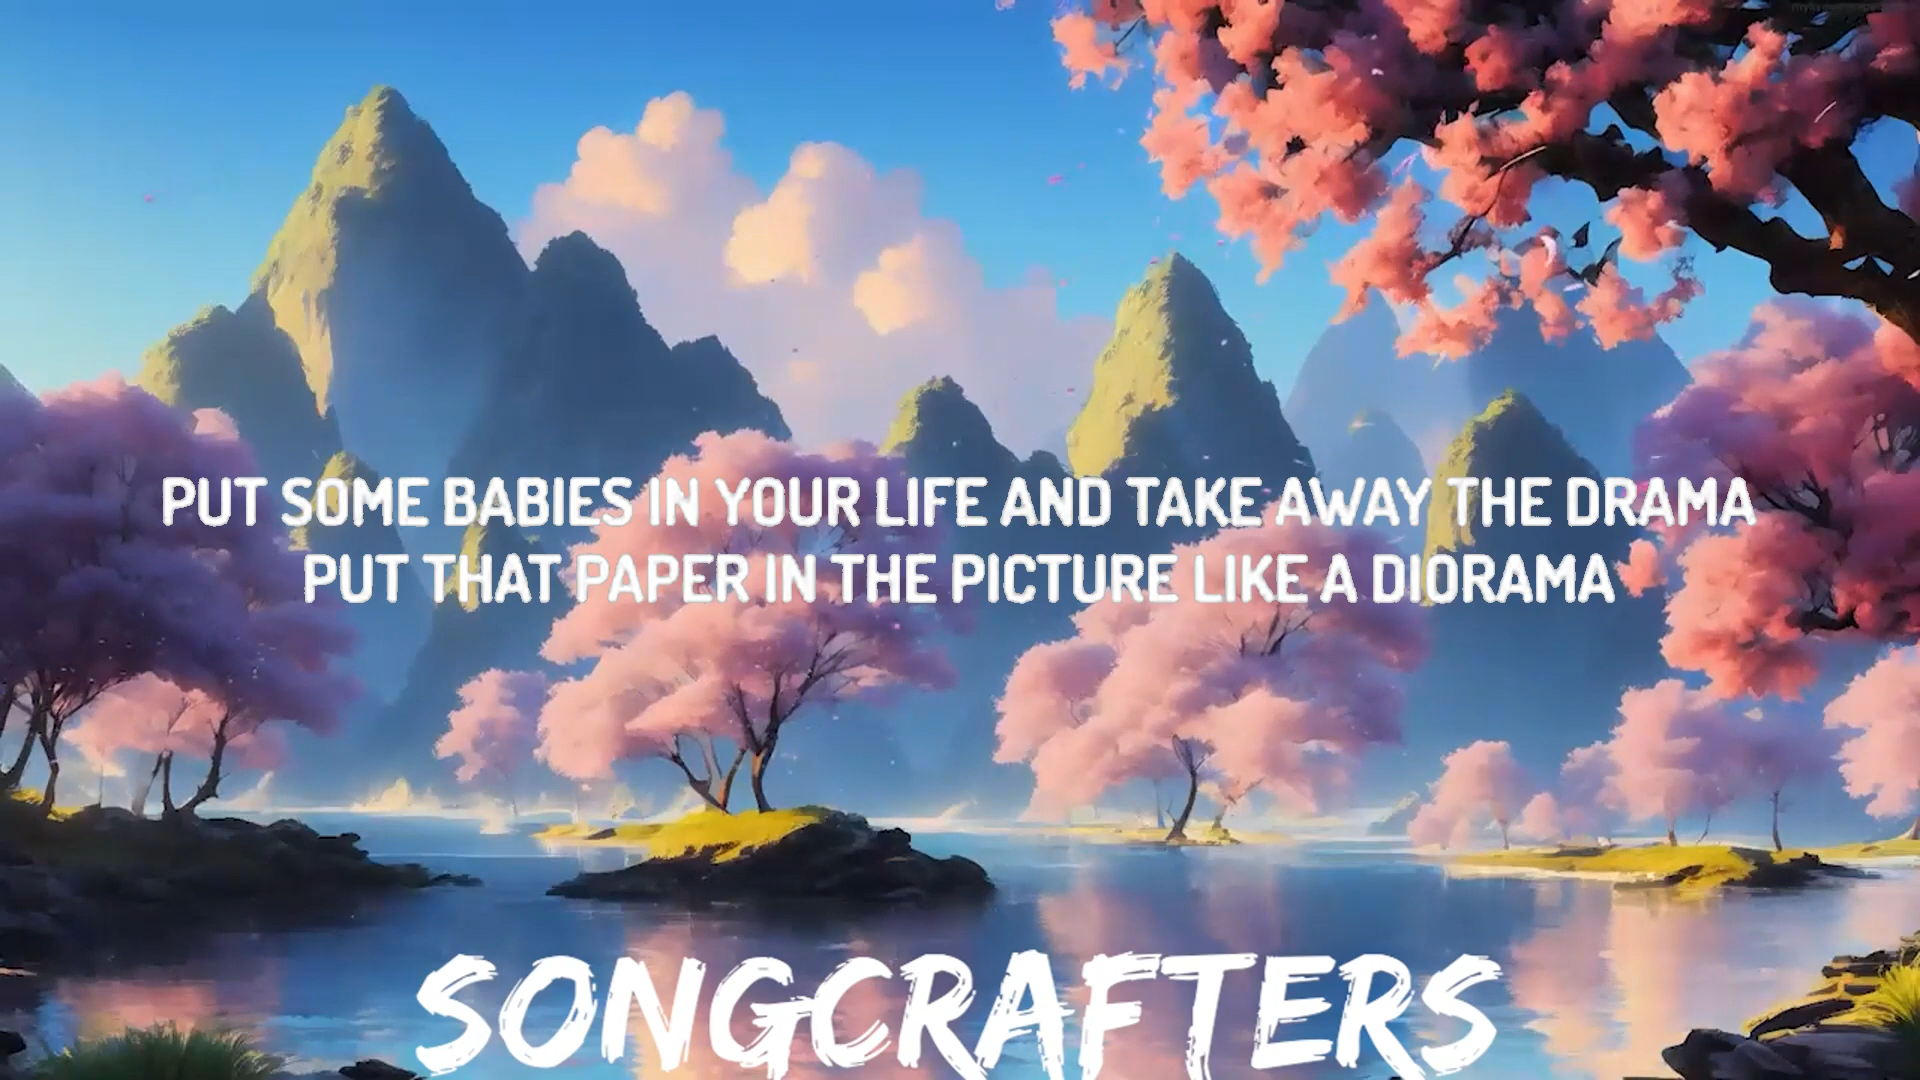 PUT SOME BABIES IN YOUR LIFE AND TAKE AWAY THE DRAMA
PUT THAT PAPER IN THE PICTURE LIKE A DIORAMA
SONGCRAFTERS